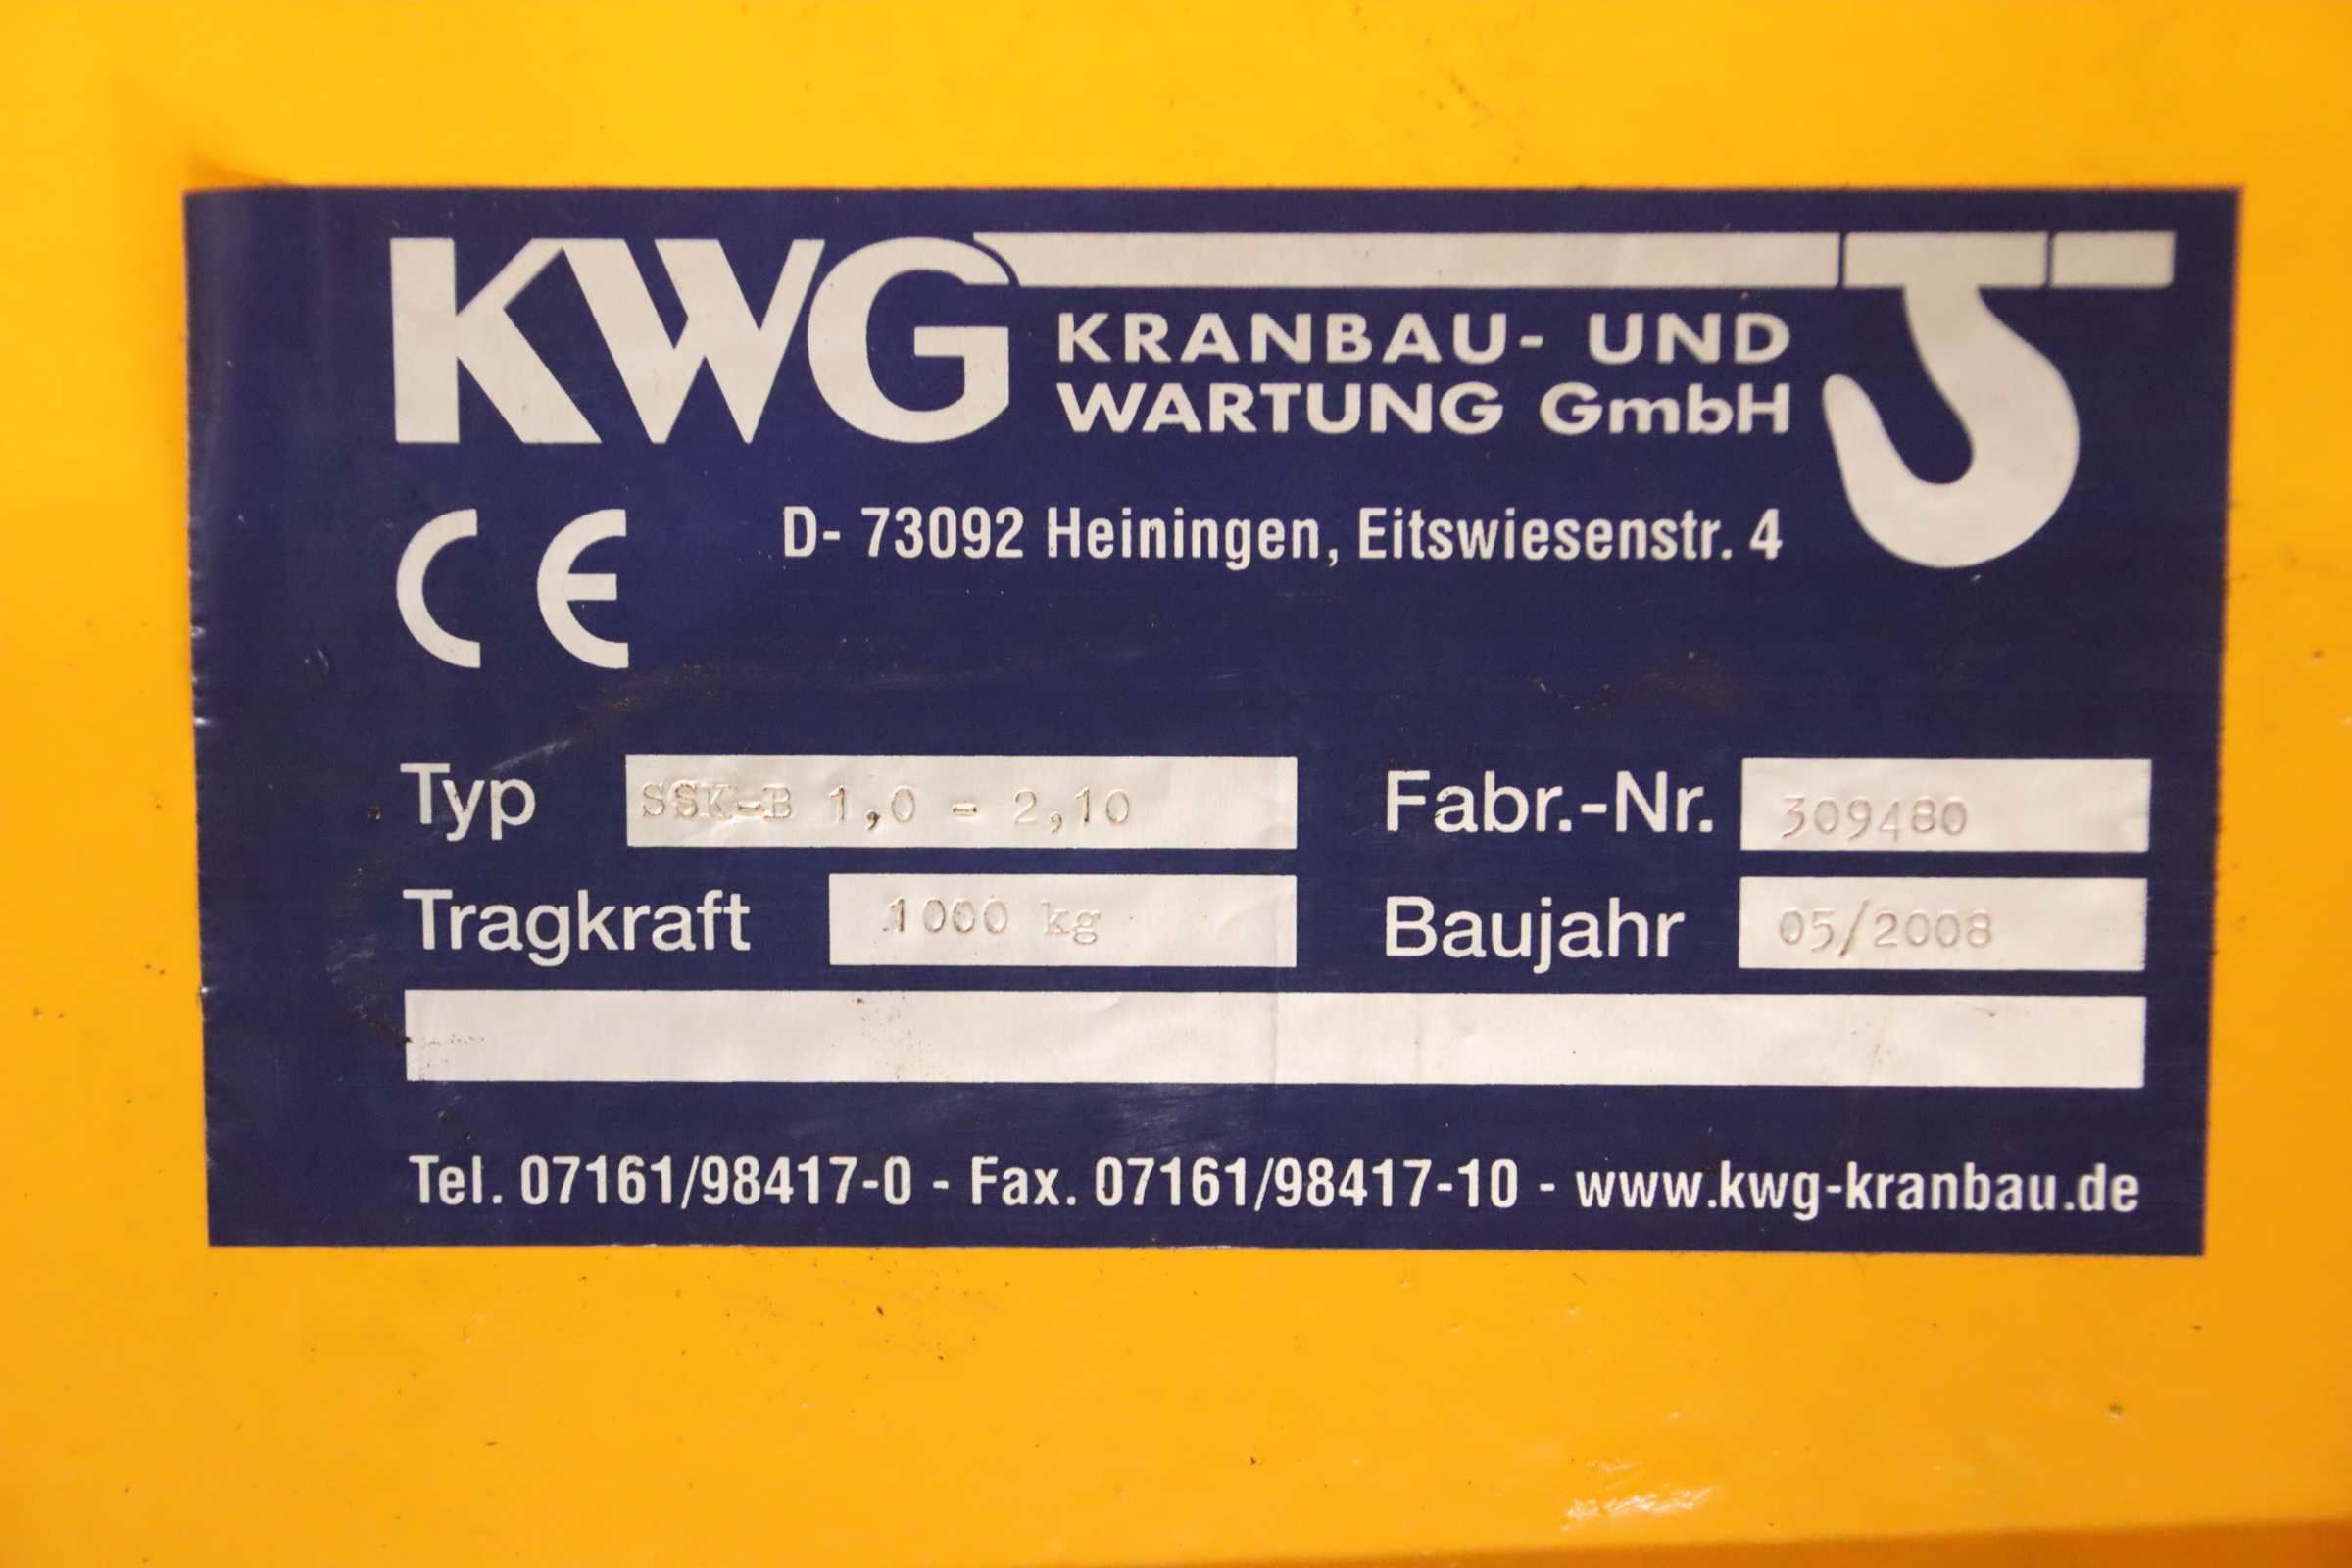 KWG KRANBAU- UND
WARTUNG GmbH
CE D- 73092 Heiningen, Eitswiesenstr. 4
Typ SSK-B 1,0 - 2,10 Fabr.-Nr. 309480
Tragkraft 1000 kg Baujahr 05/2008
Tel. 07161/98417-0 - Fax. 07161/98417-10 - www.kwg-kranbau.de